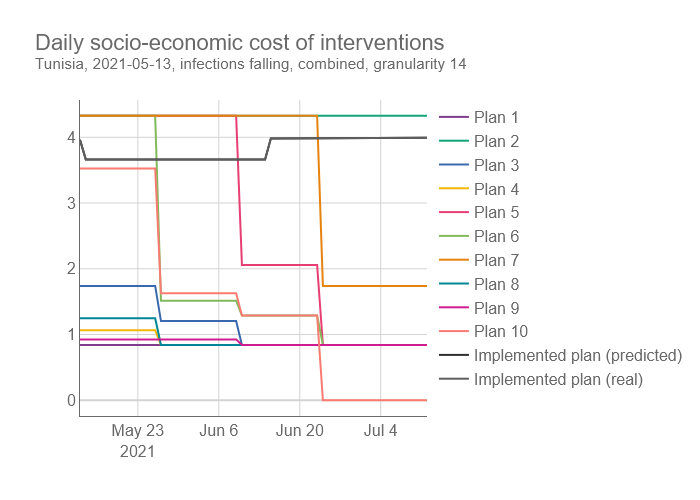 Daily socio-economic cost of interventions
Tunisia, 2021-05-13, infections falling, combined, granularity 14
4
3
2
1
0
May 23
2021
Jun 6
Jun 20
Jul 4
Plan 1
Plan 2
Plan 3
Plan 4
Plan 5
Plan 6
Plan 7
Plan 8
Plan 9
Plan 10
Implemented plan (predicted)
Implemented plan (real)